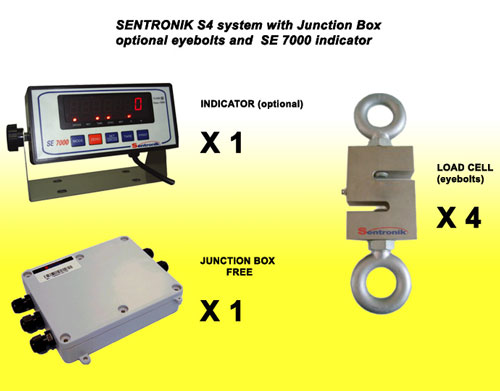 SENTRONIK S4 system with Junction Box
optional eyebolts and SE 7000 indicator
INDICATOR (optional)
X 1
0
SE 7000
Sentronik
LOAD CELL
(eyebolts)
X 4
Sentronik
JUNCTION BOX
FREE
X 1